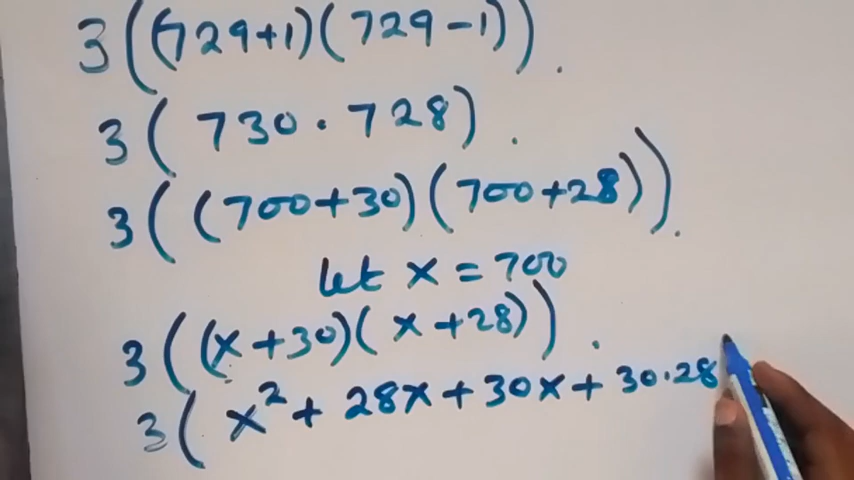 3((729+1)(729-1)).
3(730·728).
3((700+30)(700+28)).
let x = 700
3((x+30)(x+28)).
3(x²+28x+30x+30·28